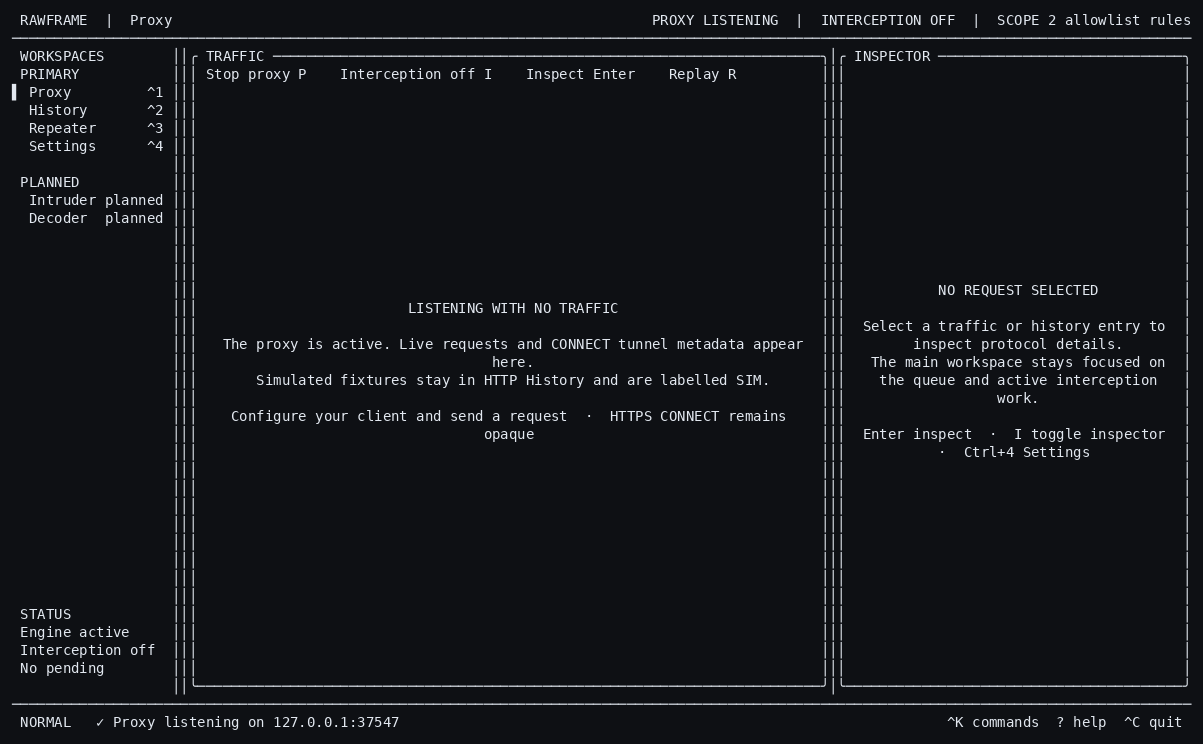 RAWFRAME | Proxy PROXY LISTENING | INTERCEPTION OFF | SCOPE 2 allowlist rules
WORKSPACES
PRIMARY
Proxy ^1
History ^2
Repeater ^3
Settings ^4
PLANNED
Intruder planned
Decoder planned
STATUS
Engine active
Interception off
No pending
TRAFFIC
Stop proxy P Interception off I Inspect Enter Replay R
LISTENING WITH NO TRAFFIC
The proxy is active. Live requests and CONNECT tunnel metadata appear
here.
Simulated fixtures stay in HTTP History and are labelled SIM.
Configure your client and send a request · HTTPS CONNECT remains
opaque
INSPECTOR
NO REQUEST SELECTED
Select a traffic or history entry to
inspect protocol details.
The main workspace stays focused on
the queue and active interception
work.
Enter inspect · I toggle inspector
· Ctrl+4 Settings
NORMAL ✓ Proxy listening on 127.0.0.1:37547 ^K commands ? help ^C quit